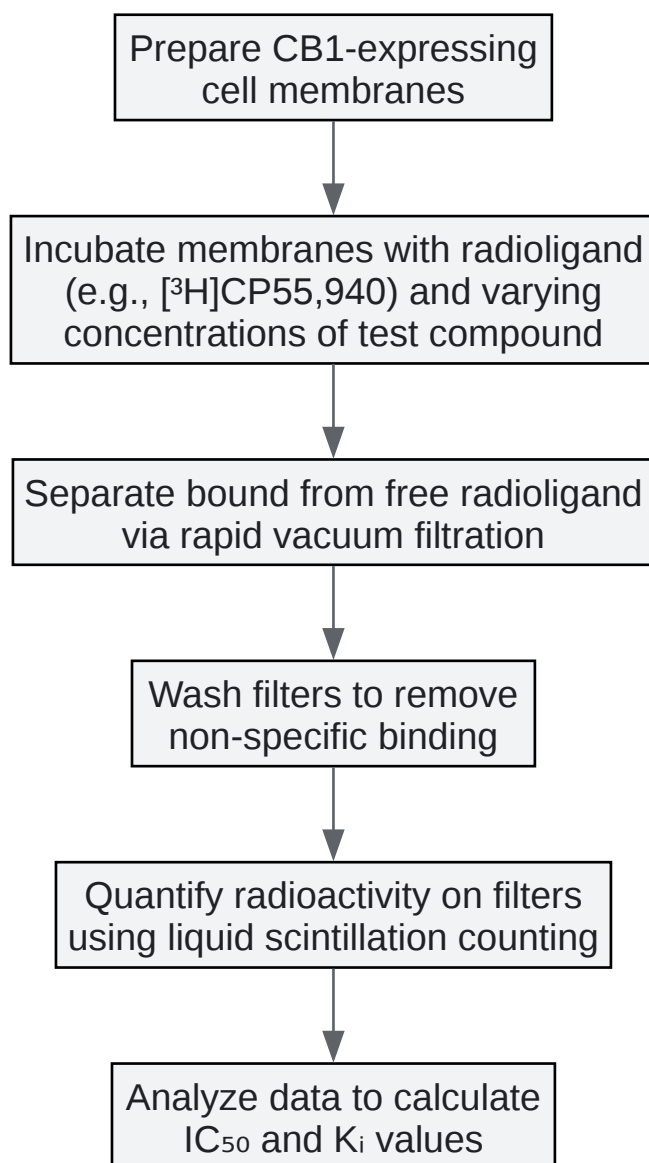 Prepare CB1-expressing
cell membranes
Incubate membranes with radioligand
(e.g., [³H]CP55,940) and varying
concentrations of test compound
Separate bound from free radioligand
via rapid vacuum filtration
Wash filters to remove
non-specific binding
Quantify radioactivity on filters
using liquid scintillation counting
Analyze data to calculate
IC₅₀ and Kᵢ values